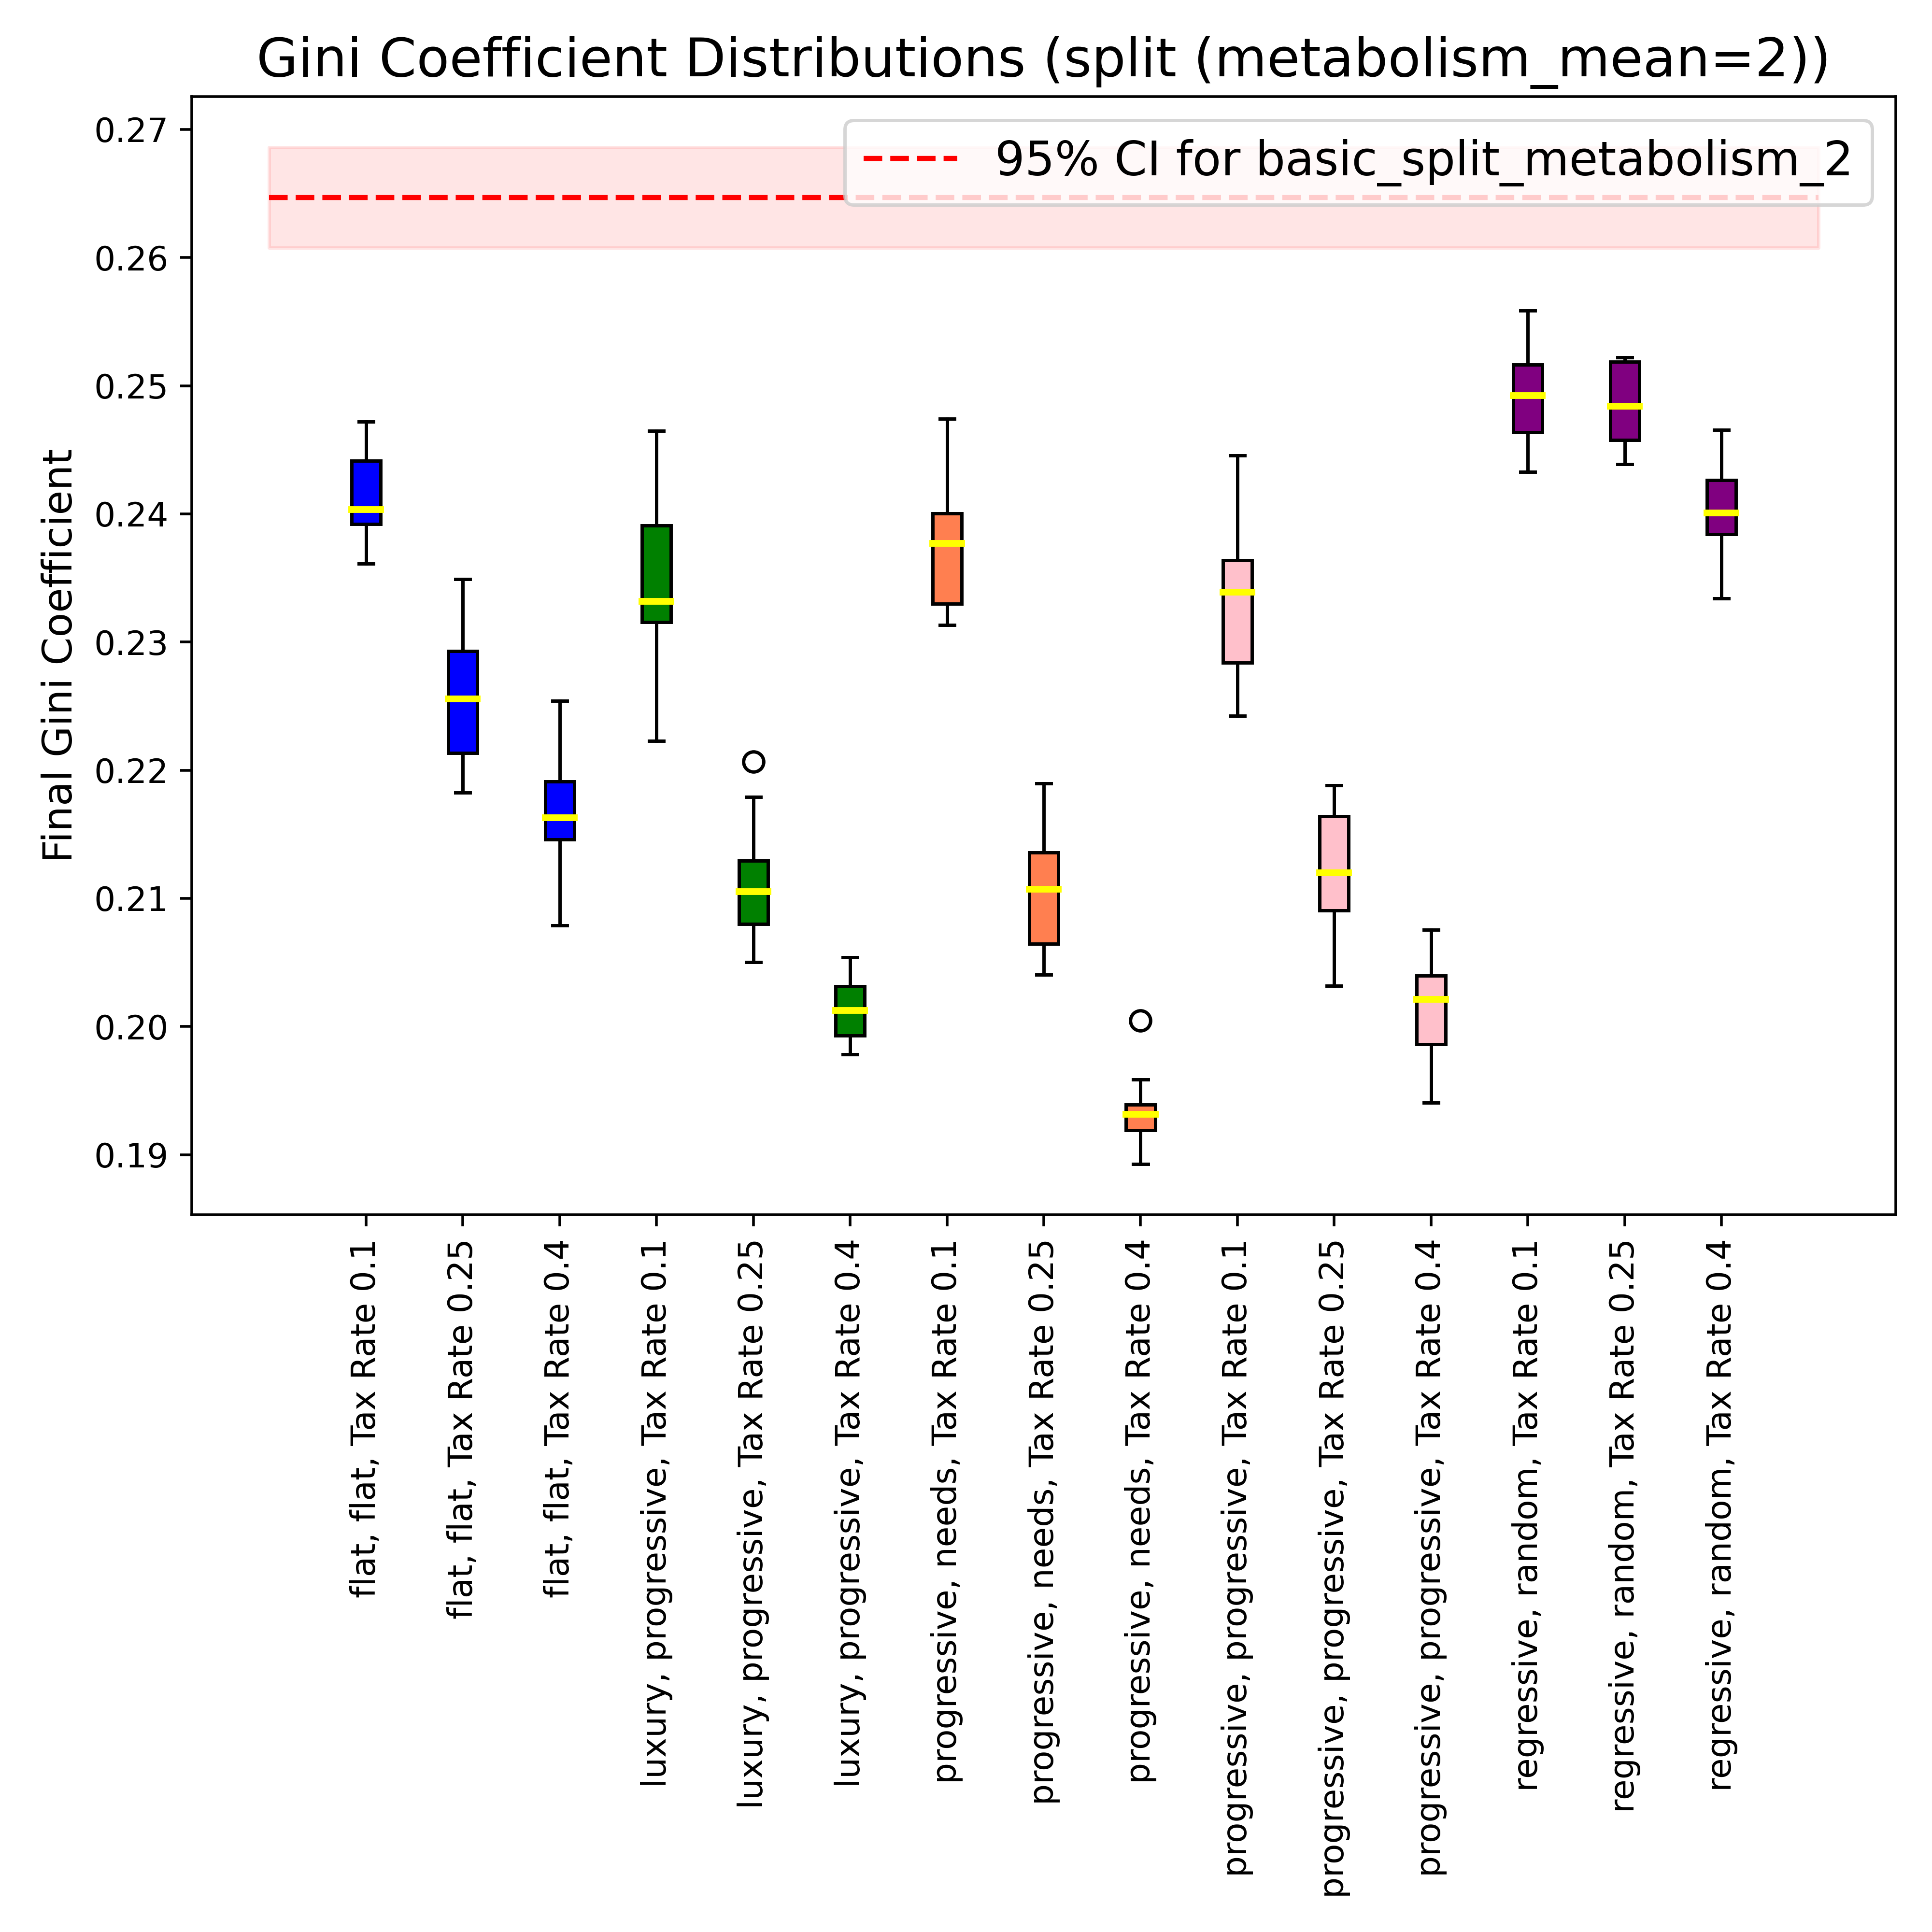 Gini Coefficient Distributions (split (metabolism_mean=2))
95% CI for basic_split_metabolism_2
Final Gini Coefficient
0.27
0.26
0.25
0.24
0.23
0.22
0.21
0.20
0.19
flat, flat, Tax Rate 0.1
flat, flat, Tax Rate 0.25
flat, flat, Tax Rate 0.4
luxury, progressive, Tax Rate 0.1
luxury, progressive, Tax Rate 0.25
luxury, progressive, Tax Rate 0.4
progressive, needs, Tax Rate 0.1
progressive, needs, Tax Rate 0.25
progressive, needs, Tax Rate 0.4
progressive, progressive, Tax Rate 0.1
progressive, progressive, Tax Rate 0.25
progressive, progressive, Tax Rate 0.4
regressive, random, Tax Rate 0.1
regressive, random, Tax Rate 0.25
regressive, random, Tax Rate 0.4